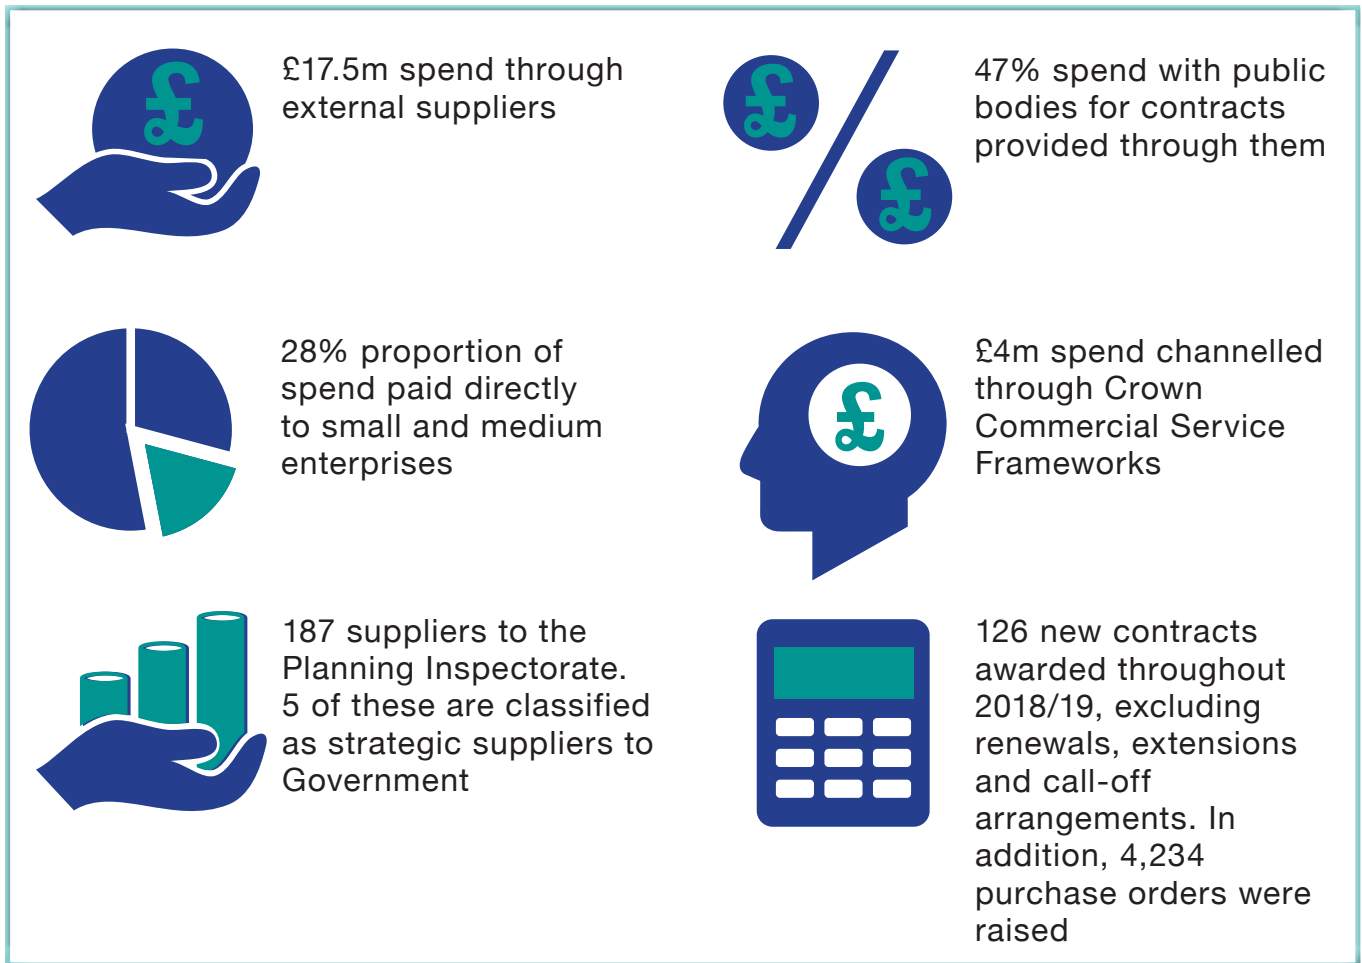 £17.5m spend through
external suppliers
47% spend with public
bodies for contracts
provided through them
28% proportion of
spend paid directly
to small and medium
enterprises
£4m spend channelled
through Crown
Commercial Service
Frameworks
187 suppliers to the
Planning Inspectorate.
5 of these are classified
as strategic suppliers to
Government
126 new contracts
awarded throughout
2018/19, excluding
renewals, extensions
and call-off
arrangements. In
addition, 4,234
purchase orders were
raised